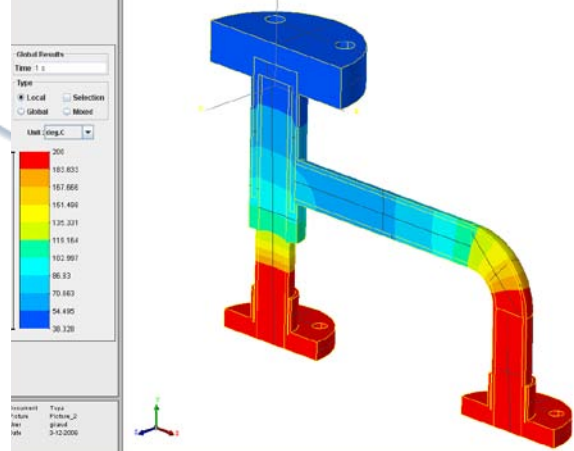 Global Results
Time 1 s
Type
Local Selection
Global Mixed
Unit : deg.C
200
183.833
167.666
151.498
135.331
119.164
102.997
86.83
70.663
54.495
38.328
Picture_2
3-12-2006